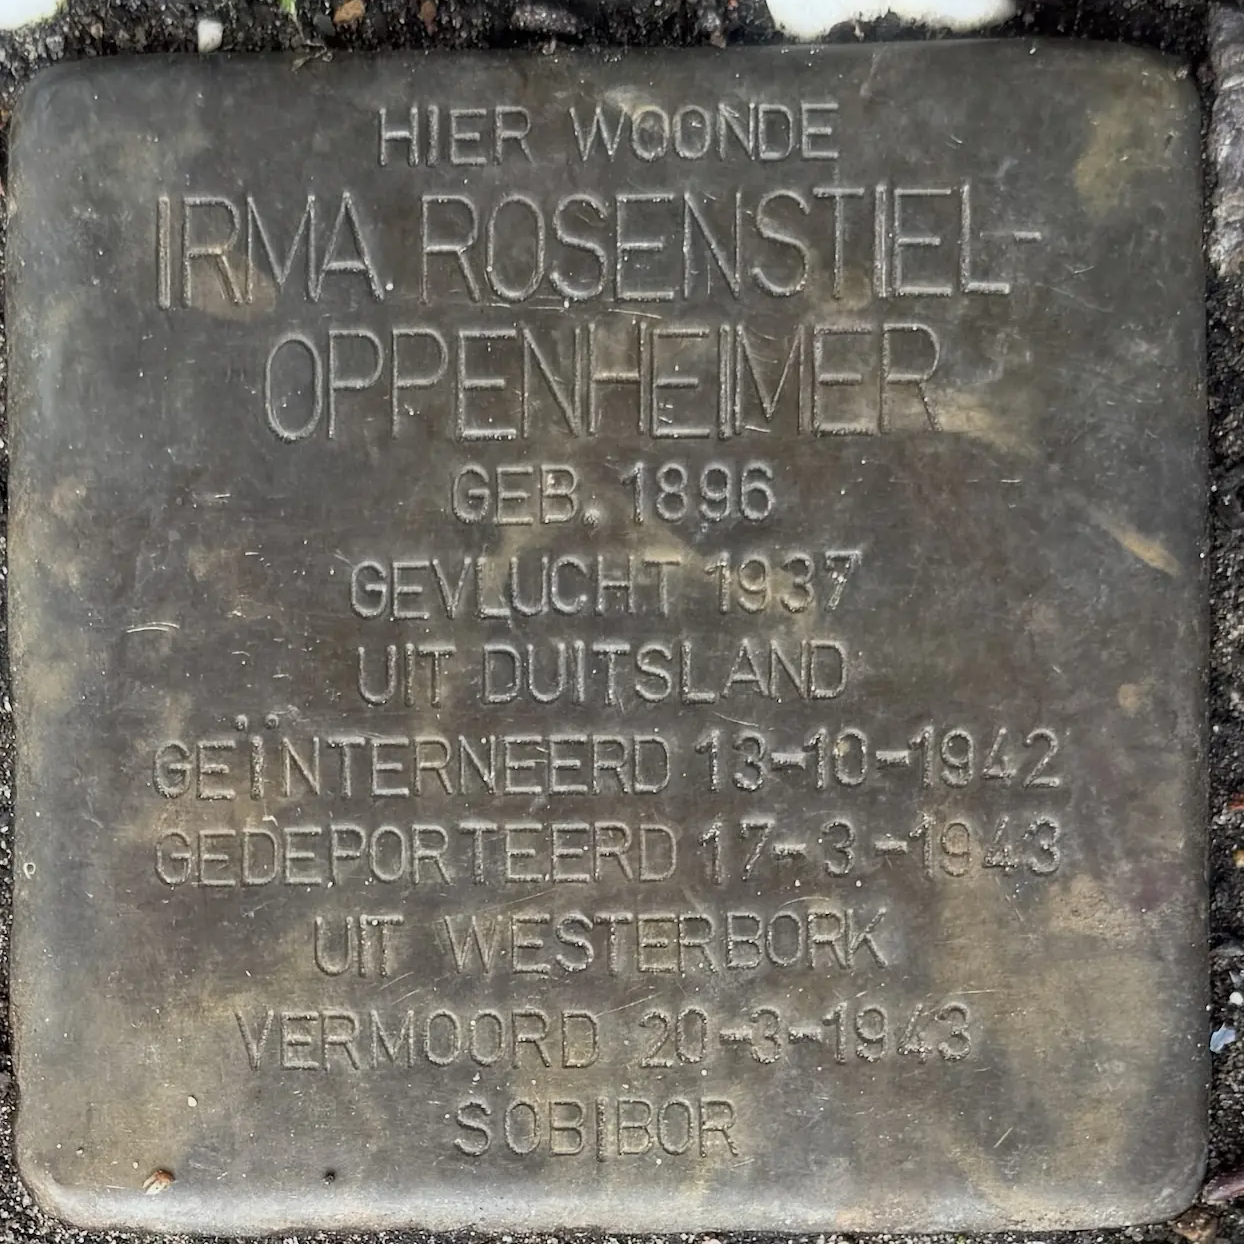 HIER WOONDE
IRMA ROSENSTIEL-
OPPENHEIMER
GEB. 1896
GEVLUCHT 1937
UIT DUITSLAND
GEÏNTERNEERD 13-10-1942
GEDEPORTEERD 17-3-1943
UIT WESTERBORK
VERMOORD 20-3-1943
SOBIBOR